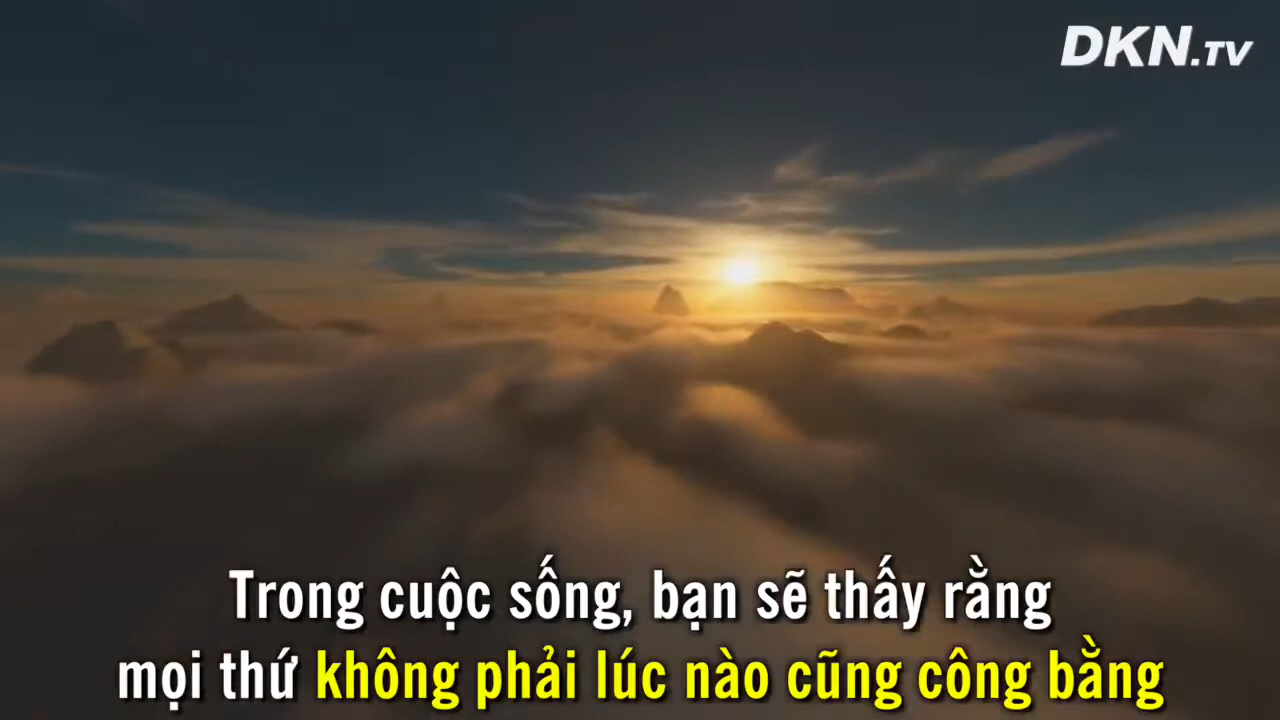 DKN.TV
Trong cuộc sống, bạn sẽ thấy rằng
mọi thứ không phải lúc nào cũng công bằng